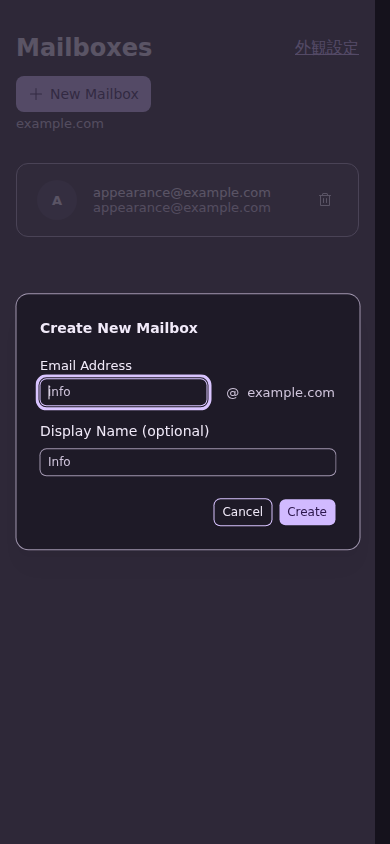 Mailboxes
外観設定
New Mailbox
example.com
A
appearance@example.com
appearance@example.com
Create New Mailbox
Email Address
info
@ example.com
Display Name (optional)
Info
Cancel
Create